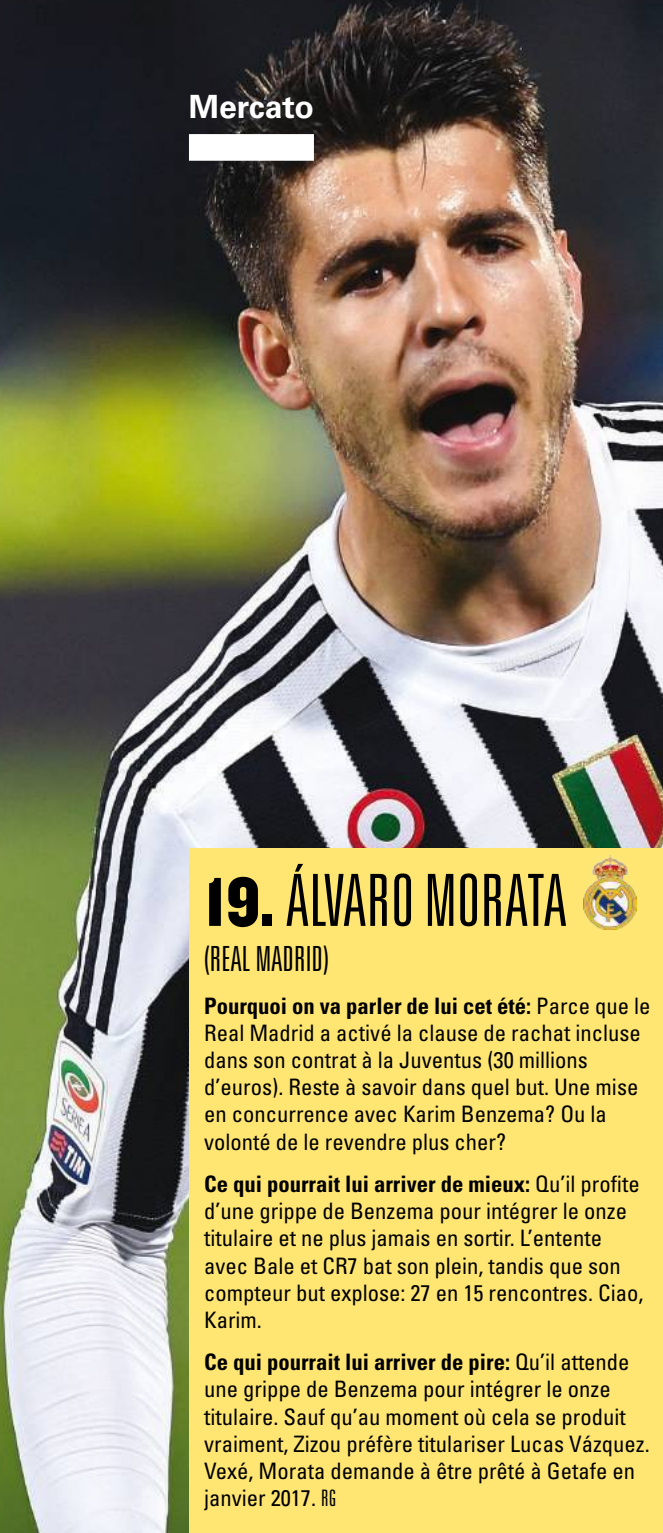 Mercato
19. ÁLVARO MORATA
(REAL MADRID)
Pourquoi on va parler de lui cet été: Parce que le
Real Madrid a activé la clause de rachat incluse
dans son contrat à la Juventus (30 millions
d’euros). Reste à savoir dans quel but. Une mise
en concurrence avec Karim Benzema? Ou la
volonté de le revendre plus cher?
Ce qui pourrait lui arriver de mieux: Qu’il profite
d’une grippe de Benzema pour intégrer le onze
titulaire et ne plus jamais en sortir. L’entente
avec Bale et CR7 bat son plein, tandis que son
compteur but explose: 27 en 15 rencontres. Ciao,
Karim.
Ce qui pourrait lui arriver de pire: Qu’il attende
une grippe de Benzema pour intégrer le onze
titulaire. Sauf qu’au moment où cela se produit
vraiment, Zizou préfère titulariser Lucas Vázquez.
Vexé, Morata demande à être prêté à Getafe en
janvier 2017. RG
SERIE A
TIM